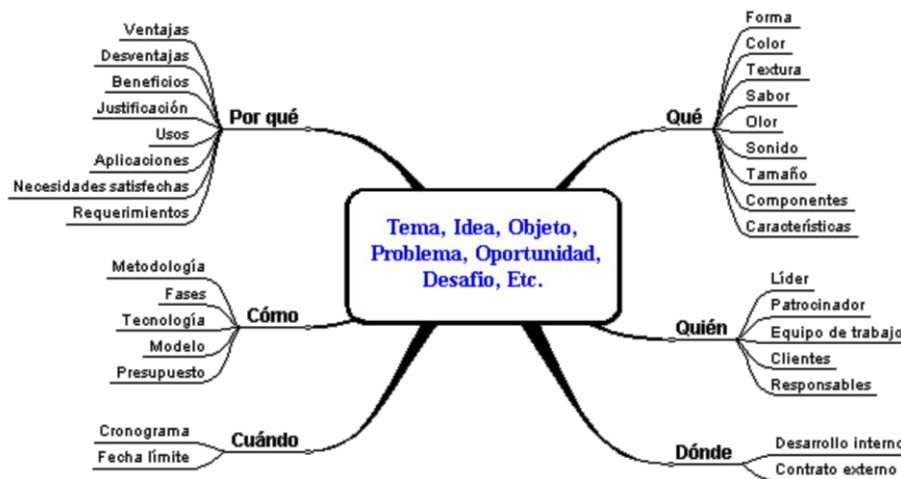 Tema, Idea, Objeto,
Problema, Oportunidad,
Desafio, Etc.
Por qué
Ventajas
Desventajas
Beneficios
Justificación
Usos
Aplicaciones
Necesidades satisfechas
Requerimientos
Cómo
Metodología
Fases
Tecnología
Modelo
Presupuesto
Cuándo
Cronograma
Fecha límite
Qué
Forma
Color
Textura
Sabor
Olor
Sonido
Tamaño
Componentes
Características
Quién
Líder
Patrocinador
Equipo de trabajo
Clientes
Responsables
Dónde
Desarrollo interno
Contrato externo